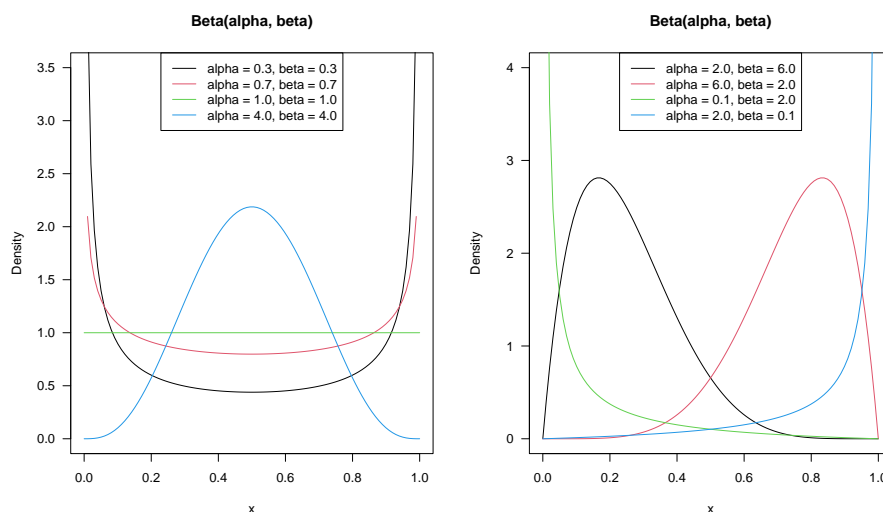 Beta(alpha, beta)
alpha = 0.3, beta = 0.3
alpha = 0.7, beta = 0.7
alpha = 1.0, beta = 1.0
alpha = 4.0, beta = 4.0
3.5
3.0
2.5
2.0
1.5
1.0
0.5
0.0
Density
0.0 0.2 0.4 0.6 0.8 1.0
x
Beta(alpha, beta)
alpha = 2.0, beta = 6.0
alpha = 6.0, beta = 2.0
alpha = 0.1, beta = 2.0
alpha = 2.0, beta = 0.1
4
3
2
1
0
Density
0.0 0.2 0.4 0.6 0.8 1.0
x